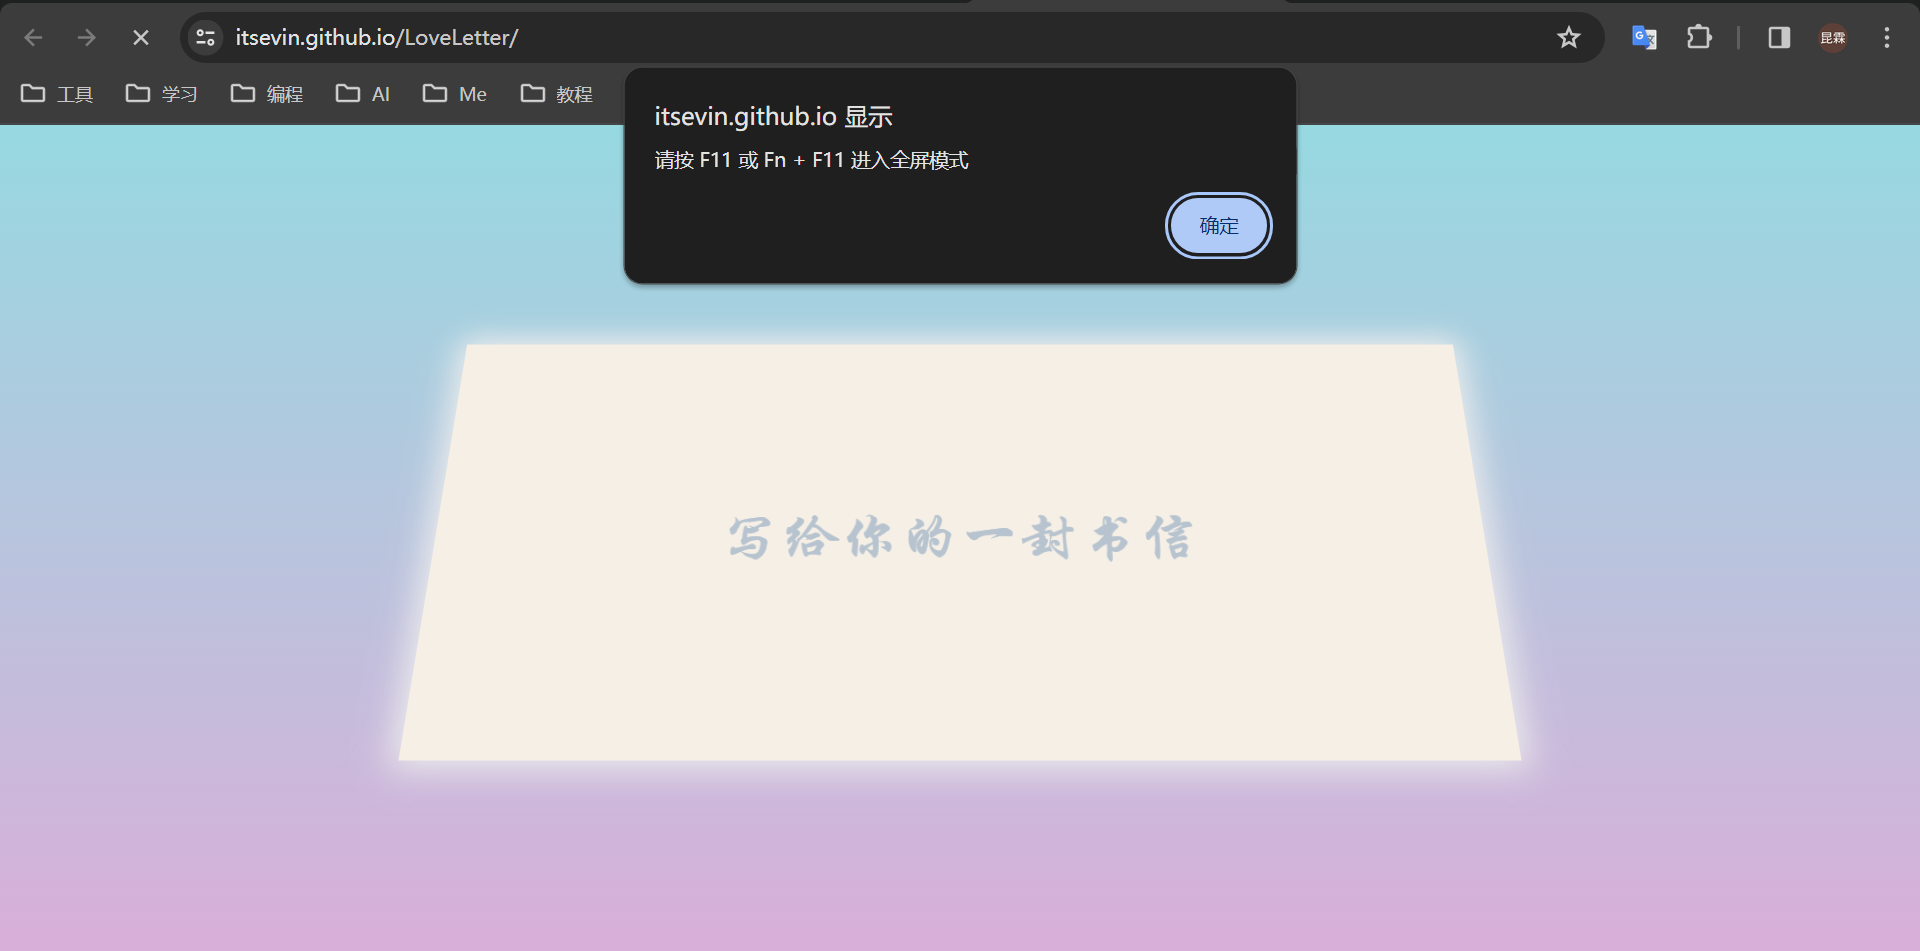 itsevin.github.io/LoveLetter/
昆霖
工具 学习 编程 AI Me 教程
itsevin.github.io 显示
请按 F11 或 Fn + F11 进入全屏模式
确定
写给你的一封书信